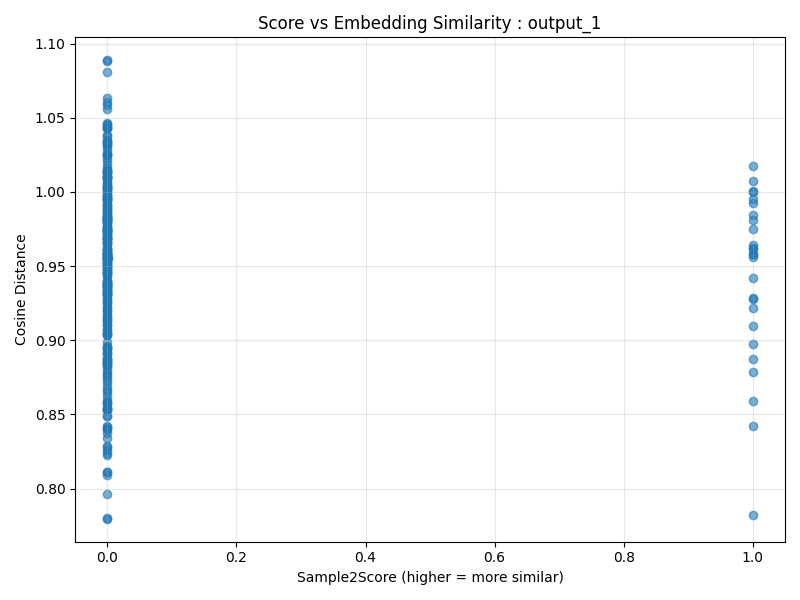 Score vs Embedding Similarity : output_1
1.10
1.05
1.00
0.95
0.90
0.85
0.80
Cosine Distance
0.0 0.2 0.4 0.6 0.8 1.0
Sample2Score (higher = more similar)